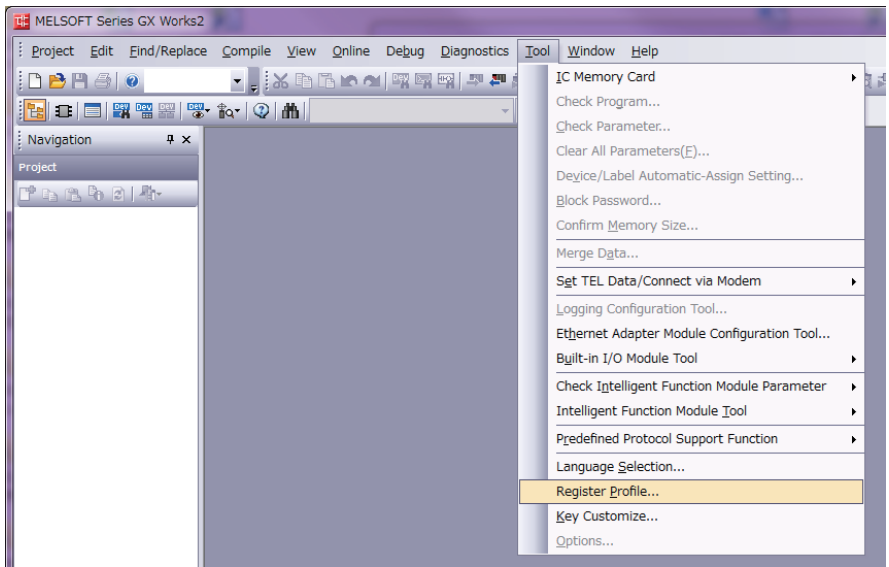 MELSOFT Series GX Works2
Project Edit Find/Replace Compile View Online Debug Diagnostics Tool Window Help
Navigation
Project
IC Memory Card
Check Program...
Check Parameter...
Clear All Parameters(F)...
Device/Label Automatic-Assign Setting...
Block Password...
Confirm Memory Size...
Merge Data...
Set TEL Data/Connect via Modem
Logging Configuration Tool...
Ethernet Adapter Module Configuration Tool...
Built-in I/O Module Tool
Check Intelligent Function Module Parameter
Intelligent Function Module Tool
Predefined Protocol Support Function
Language Selection...
Register Profile...
Key Customize...
Options...